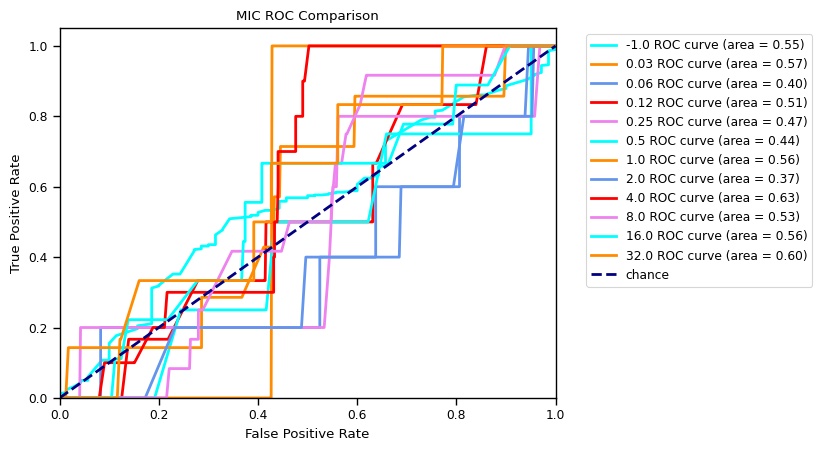 MIC ROC Comparison
True Positive Rate
1.0
0.8
0.6
0.4
0.2
0.0
0.0 0.2 0.4 0.6 0.8 1.0
False Positive Rate
-1.0 ROC curve (area = 0.55)
0.03 ROC curve (area = 0.57)
0.06 ROC curve (area = 0.40)
0.12 ROC curve (area = 0.51)
0.25 ROC curve (area = 0.47)
0.5 ROC curve (area = 0.44)
1.0 ROC curve (area = 0.56)
2.0 ROC curve (area = 0.37)
4.0 ROC curve (area = 0.63)
8.0 ROC curve (area = 0.53)
16.0 ROC curve (area = 0.56)
32.0 ROC curve (area = 0.60)
chance